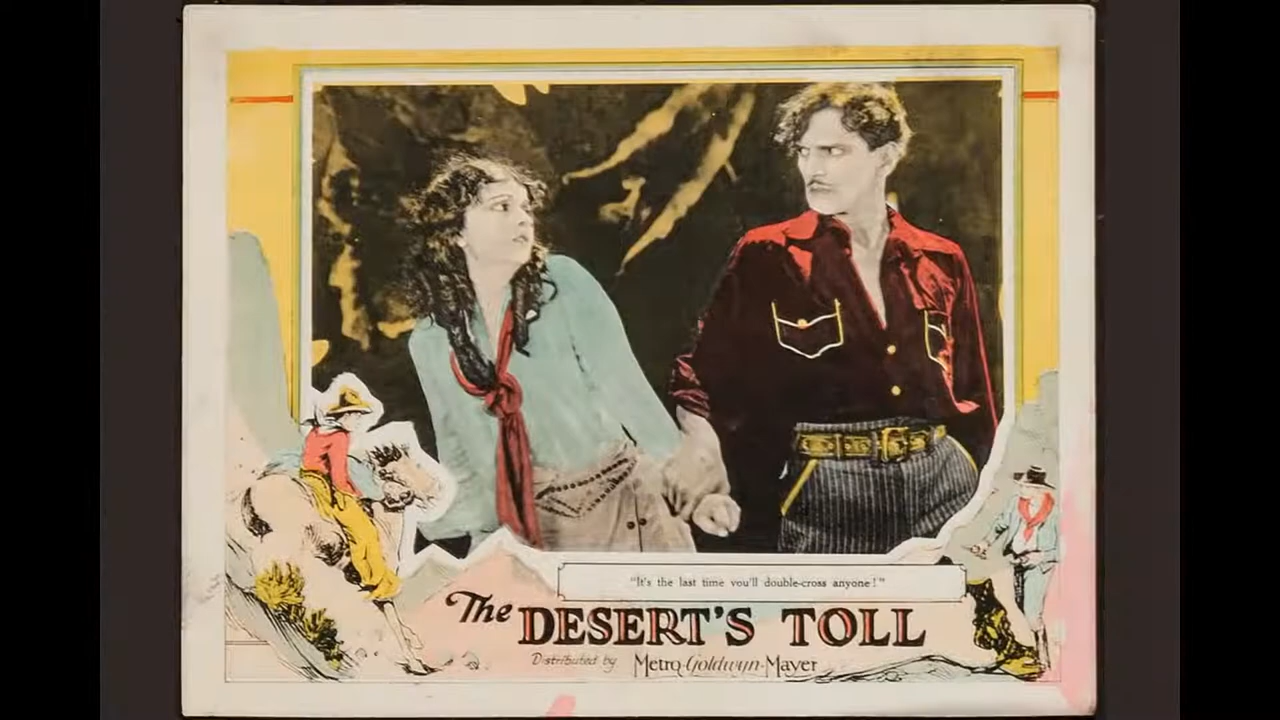 "It's the last time you'll double-cross anyone!"
The DESERT'S TOLL
Distributed by Metro-Goldwyn-Mayer